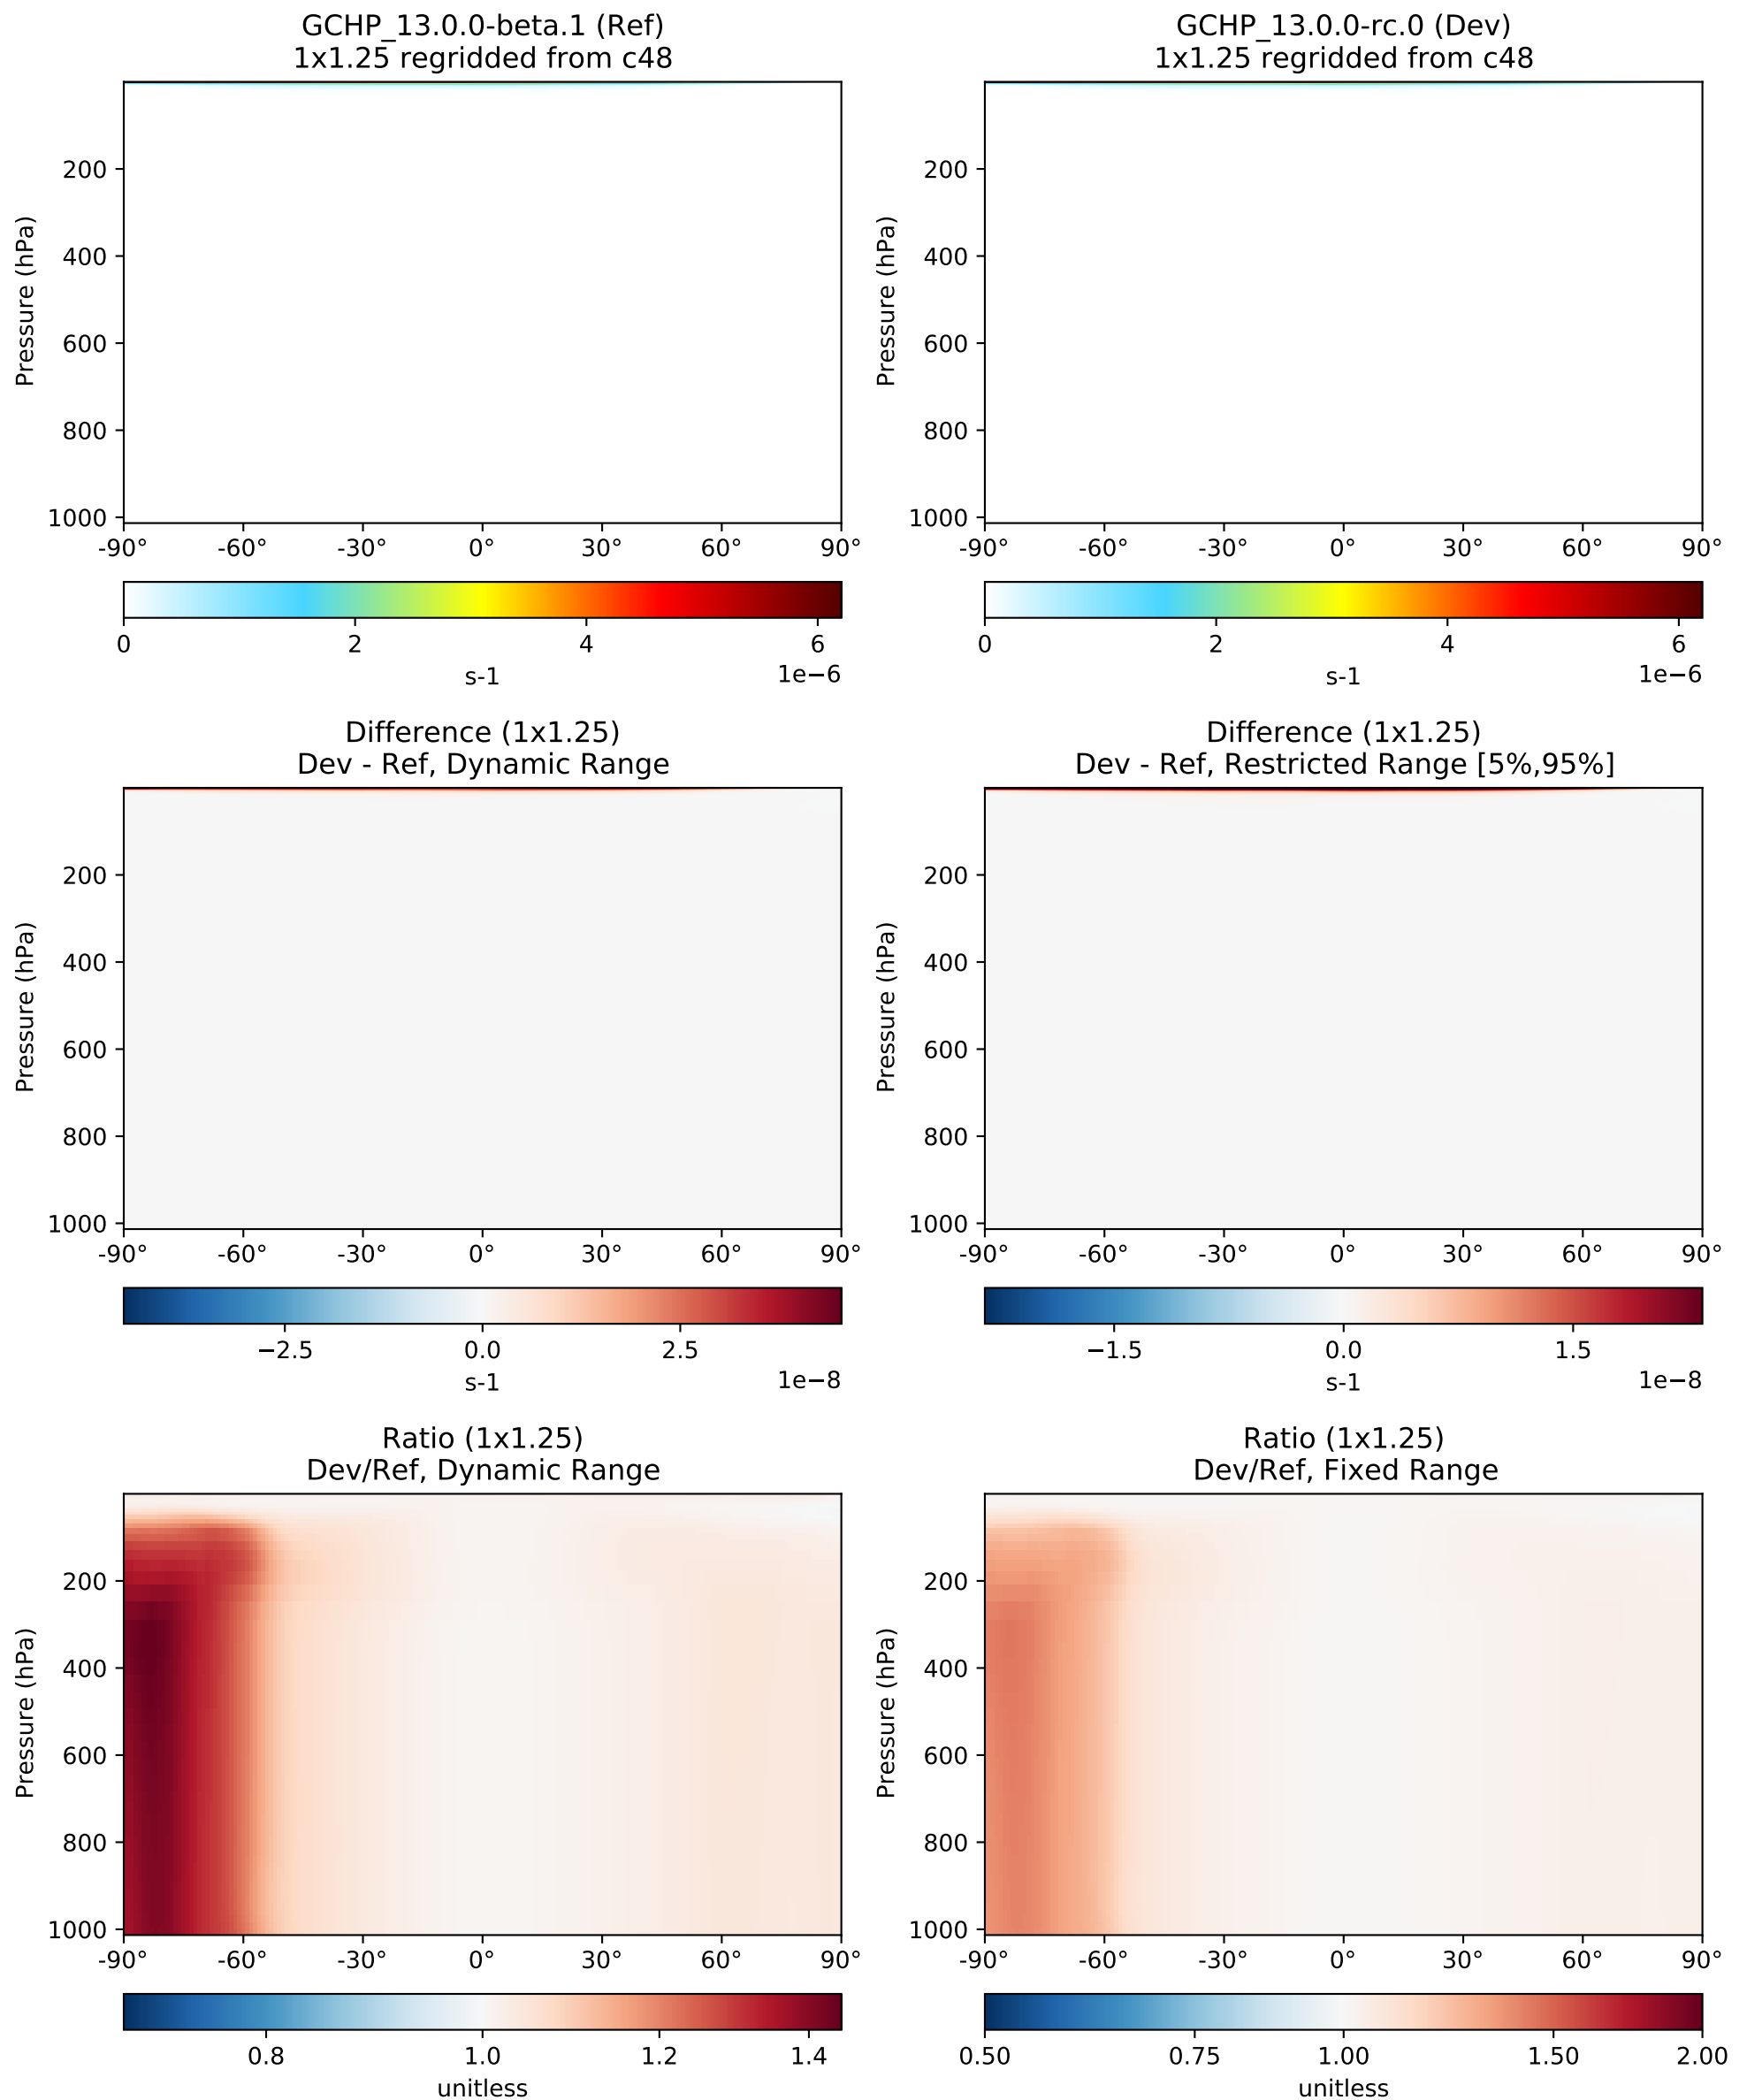 GCHP_13.0.0-beta.1 (Ref)
1x1.25 regridded from c48
Pressure (hPa)
200
400
600
800
1000
-90° -60° -30° 0° 30° 60° 90°
0 2 4 6
1e−6
s-1
GCHP_13.0.0-rc.0 (Dev)
1x1.25 regridded from c48
Pressure (hPa)
200
400
600
800
1000
-90° -60° -30° 0° 30° 60° 90°
0 2 4 6
1e−6
s-1
Difference (1x1.25)
Dev - Ref, Dynamic Range
Pressure (hPa)
200
400
600
800
1000
-90° -60° -30° 0° 30° 60° 90°
−2.5 0.0 2.5
1e−8
s-1
Difference (1x1.25)
Dev - Ref, Restricted Range [5%,95%]
Pressure (hPa)
200
400
600
800
1000
-90° -60° -30° 0° 30° 60° 90°
−1.5 0.0 1.5
1e−8
s-1
Ratio (1x1.25)
Dev/Ref, Dynamic Range
Pressure (hPa)
200
400
600
800
1000
-90° -60° -30° 0° 30° 60° 90°
0.8 1.0 1.2 1.4
unitless
Ratio (1x1.25)
Dev/Ref, Fixed Range
Pressure (hPa)
200
400
600
800
1000
-90° -60° -30° 0° 30° 60° 90°
0.50 0.75 1.00 1.50 2.00
unitless